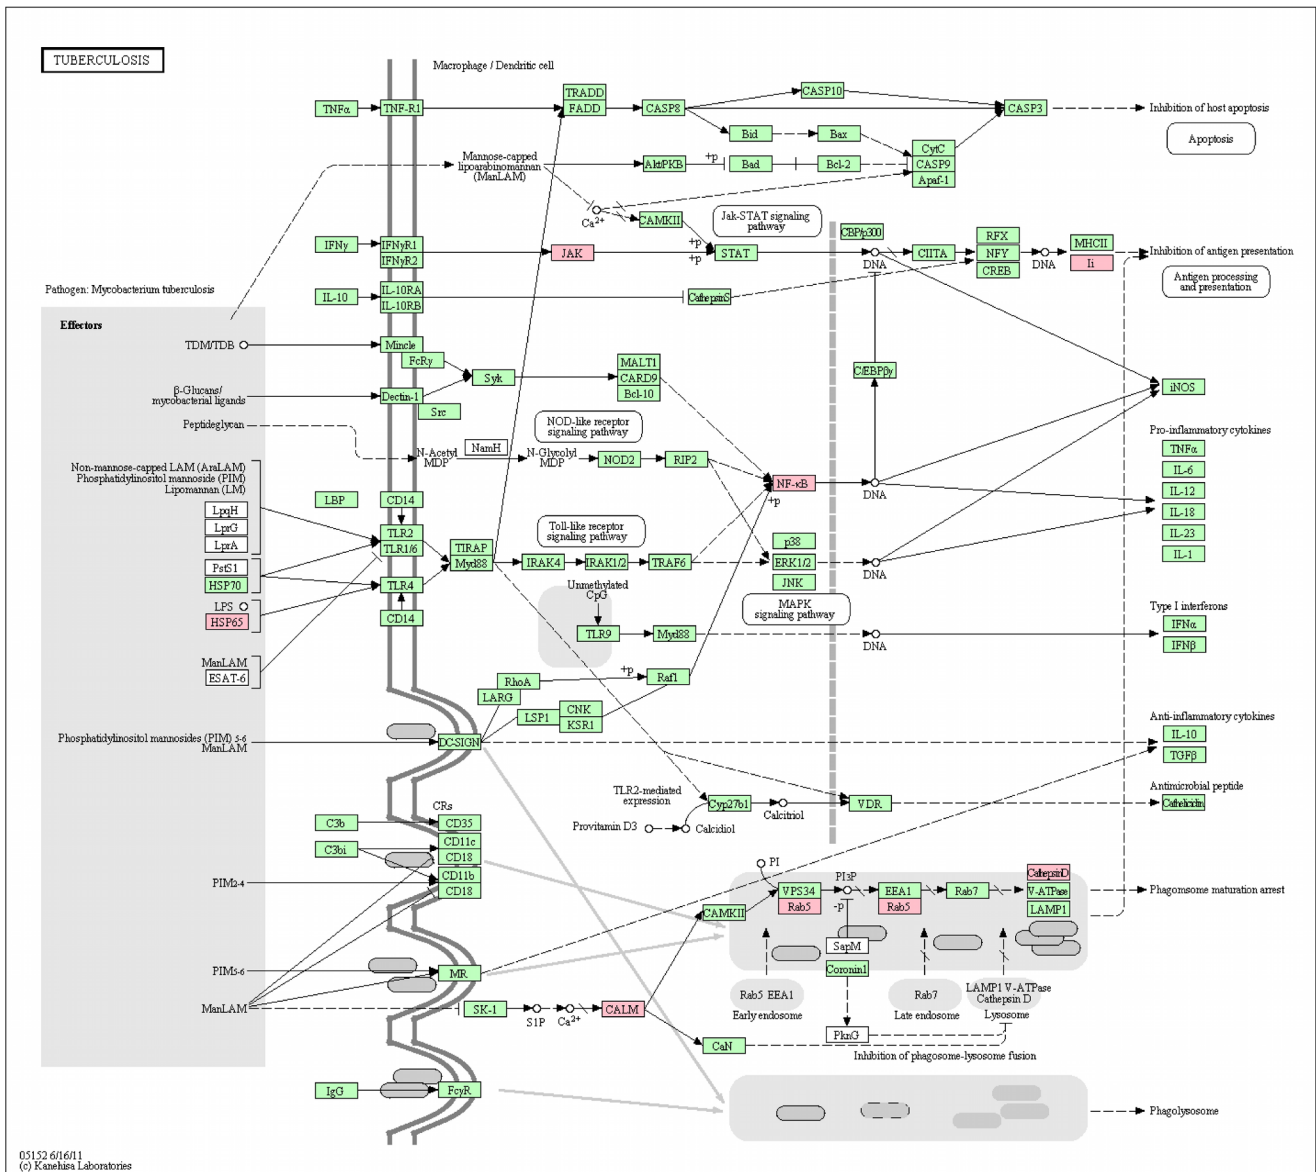 TUBERCULOSIS
Macrophage / Dendritic cell
TNFα
TNF-R1
TRADD
FADD
CASP8
CASP10
CASP3
Inhibition of host apoptosis
Apoptosis
Bid
Bax
CytC
CASP9
Apaf-1
Mannose-capped
lipoarabinomannan
(ManLAM)
Akt/PKB
+p
Bad
Bcl-2
Ca2+
CAMKII
Jak-STAT signaling
pathway
IFNγ
IFNγR1
IFNγR2
JAK
+p
+p
STAT
CBP/p300
DNA
CIITA
RFX
NFY
CREB
DNA
MHCII
Ii
Inhibition of antigen presentation
Antigen processing
and presentation
IL-10
IL-10RA
IL-10RB
CathepsinS
Pathogen: Mycobacterium tuberculosis
Effectors
TDM/TDB
Mincle
FcRγ
Syk
MALT1
CARD9
Bcl-10
C/EBPβγ
iNOS
β-Glucans/
mycobacterial ligands
Dectin-1
Src
Peptideglycan
N-Acetyl
MDP
NamH
N-Glycolyl
MDP
NOD-like receptor
signaling pathway
NOD2
RIP2
NF-κB
+p
DNA
Pro-inflammatory cytokines
TNFα
IL-6
IL-12
IL-18
IL-23
IL-1
Non-mannose-capped LAM (AraLAM)
Phosphatidylinositol mannoside (PIM)
Lipomannan (LM)
LpqH
LprG
LprA
LBP
CD14
TLR2
TLR1/6
TIRAP
Myd88
Toll-like receptor
signaling pathway
IRAK4
IRAK1/2
TRAF6
p38
ERK1/2
JNK
DNA
MAPK
signaling pathway
PstS1
HSP70
TLR4
CD14
LPS
HSP65
Unmethylated
CpG
TLR9
Myd88
DNA
Type I interferons
IFNα
IFNβ
ManLAM
ESAT-6
RhoA
LARG
+p
Raf1
LSP1
CNK
KSR1
Phosphatidylinositol mannosides (PIM) 5-6
ManLAM
DC-SIGN
Anti-inflammatory cytokines
IL-10
TGFβ
TLR2-mediated
expression
Cyp27b1
Calcitriol
VDR
Provitamin D3
Calcidiol
Antimicrobial peptide
Cathelicidin
CRs
C3b
CD35
C3bi
CD11c
CD18
CD11b
CD18
PIM2-4
PI
VPS34
Rab5
PI3P
-p
EEA1
Rab5
Rab7
CathepsinD
V-ATPase
LAMP1
Phagomsome maturation arrest
CAMKII
SapM
Coronin1
PIM5-6
MR
ManLAM
SK-1
S1P
Ca2+
CALM
CaN
Rab5 EEA1
Early endosome
Rab7
Late endosome
LAMP1 V-ATPase
Cathepsin D
Lysosome
PknG
Inhibition of phagosome-lysosome fusion
IgG
FcγR
Phagolysosome
05152 6/16/11
(c) Kanehisa Laboratories